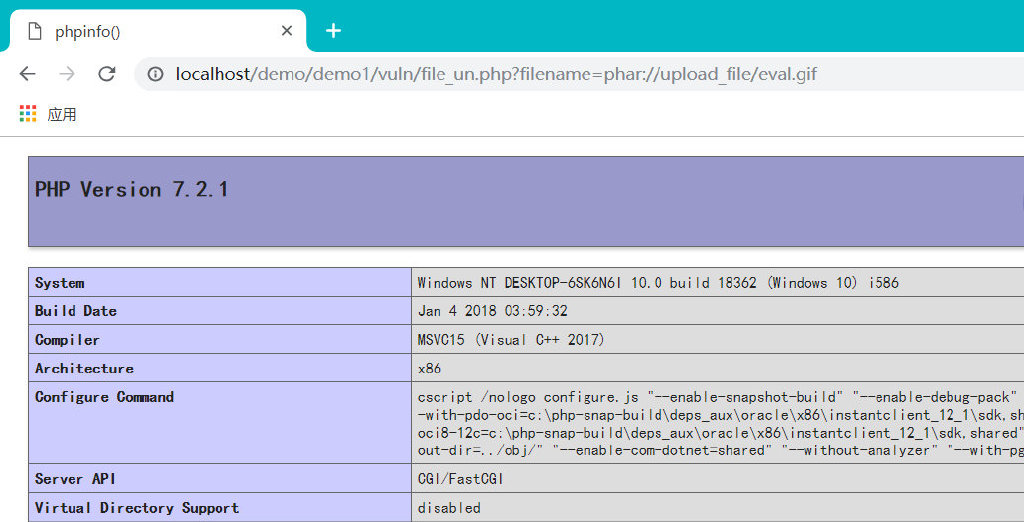 phpinfo()
localhost/demo/demo1/vuln/file_un.php?filename=phar://upload_file/eval.gif
应用
PHP Version 7.2.1
System Windows NT DESKTOP-6SK6N6I 10.0 build 18362 (Windows 10) i586
Build Date Jan 4 2018 03:59:32
Compiler MSVC15 (Visual C++ 2017)
Architecture x86
Configure Command cscript /nologo configure.js "--enable-snapshot-build" "--enable-debug-pack"
-with-pdo-oci=c:\php-snap-build\deps_aux\oracle\x86\instantclient_12_1\sdk,sh
oci8-12c=c:\php-snap-build\deps_aux\oracle\x86\instantclient_12_1\sdk,shared"
out-dir=../obj/" "--enable-com-dotnet=shared" "--without-analyzer" "--with-pg
Server API CGI/FastCGI
Virtual Directory Support disabled